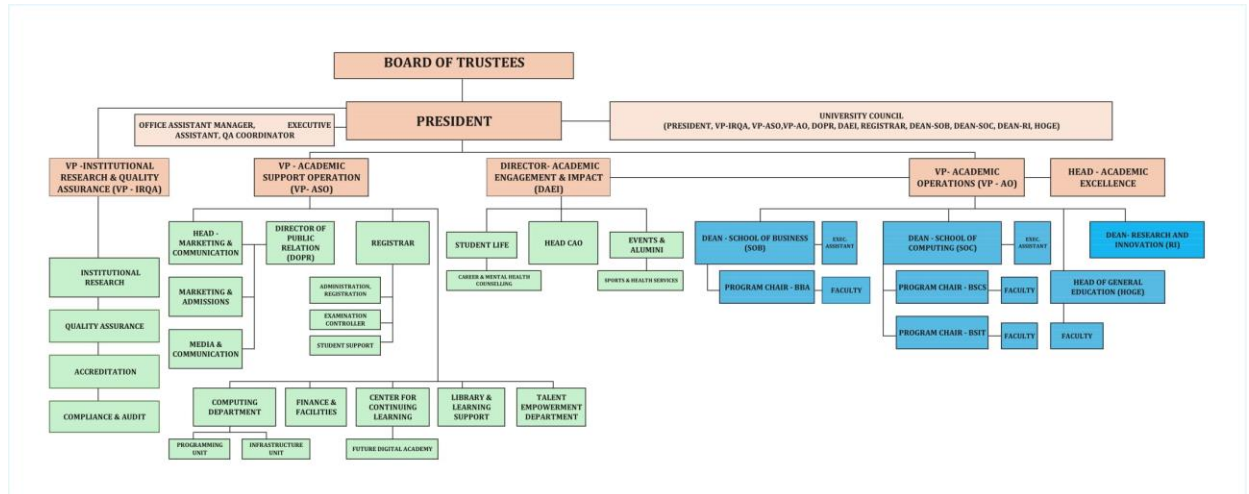 BOARD OF TRUSTEES
PRESIDENT
OFFICE ASSISTANT MANAGER, EXECUTIVE
ASSISTANT, QA COORDINATOR
UNIVERSITY COUNCIL
(PRESIDENT, VP-IRQA, VP-ASO,VP-AO, DOPR, DAEI, REGISTRAR, DEAN-SOB, DEAN-SOC, DEAN-RI, HOGE)
VP -INSTITUTIONAL
RESEARCH & QUALITY
ASSURANCE (VP - IRQA)
VP - ACADEMIC
SUPPORT OPERATION
(VP- ASO)
DIRECTOR- ACADEMIC
ENGAGEMENT & IMPACT
(DAEI)
VP- ACADEMIC
OPERATIONS (VP - AO)
HEAD - ACADEMIC
EXCELLENCE
HEAD -
MARKETING &
COMMUNICATION
DIRECTOR OF
PUBLIC
RELATION
(DOPR)
REGISTRAR
STUDENT LIFE
HEAD CAO
EVENTS &
ALUMINI
DEAN - SCHOOL OF BUSINESS
(SOB)
EXEC.
ASSISTANT
DEAN - SCHOOL OF
COMPUTING (SOC)
EXEC.
ASSISTANT
DEAN- RESEARCH AND
INNOVATION (RI)
INSTITUTIONAL
RESEARCH
MARKETING &
ADMISSIONS
ADMINISTRATION,
REGISTRATION
CAREER & MENTAL HEALTH
COUNSELLING
SPORTS & HEALTH SERVICES
PROGRAM CHAIR - BBA
FACULTY
PROGRAM CHAIR - BSCS
FACULTY
HEAD OF GENERAL
EDUCATION (HOGE)
QUALITY ASSURANCE
EXAMINATION
CONTROLLER
MEDIA &
COMMUNICATION
STUDENT SUPPORT
PROGRAM CHAIR - BSIT
FACULTY
FACULTY
ACCREDITATION
COMPLIANCE & AUDIT
COMPUTING
DEPARTMENT
FINANCE &
FACILITIES
CENTER FOR
CONTINUING
LEARNING
LIBRARY &
LEARNING
SUPPORT
TALENT
EMPOWERMENT
DEPARTMENT
PROGRAMMING
UNIT
INFRASTRUCTURE
UNIT
FUTURE DIGITAL ACADEMY